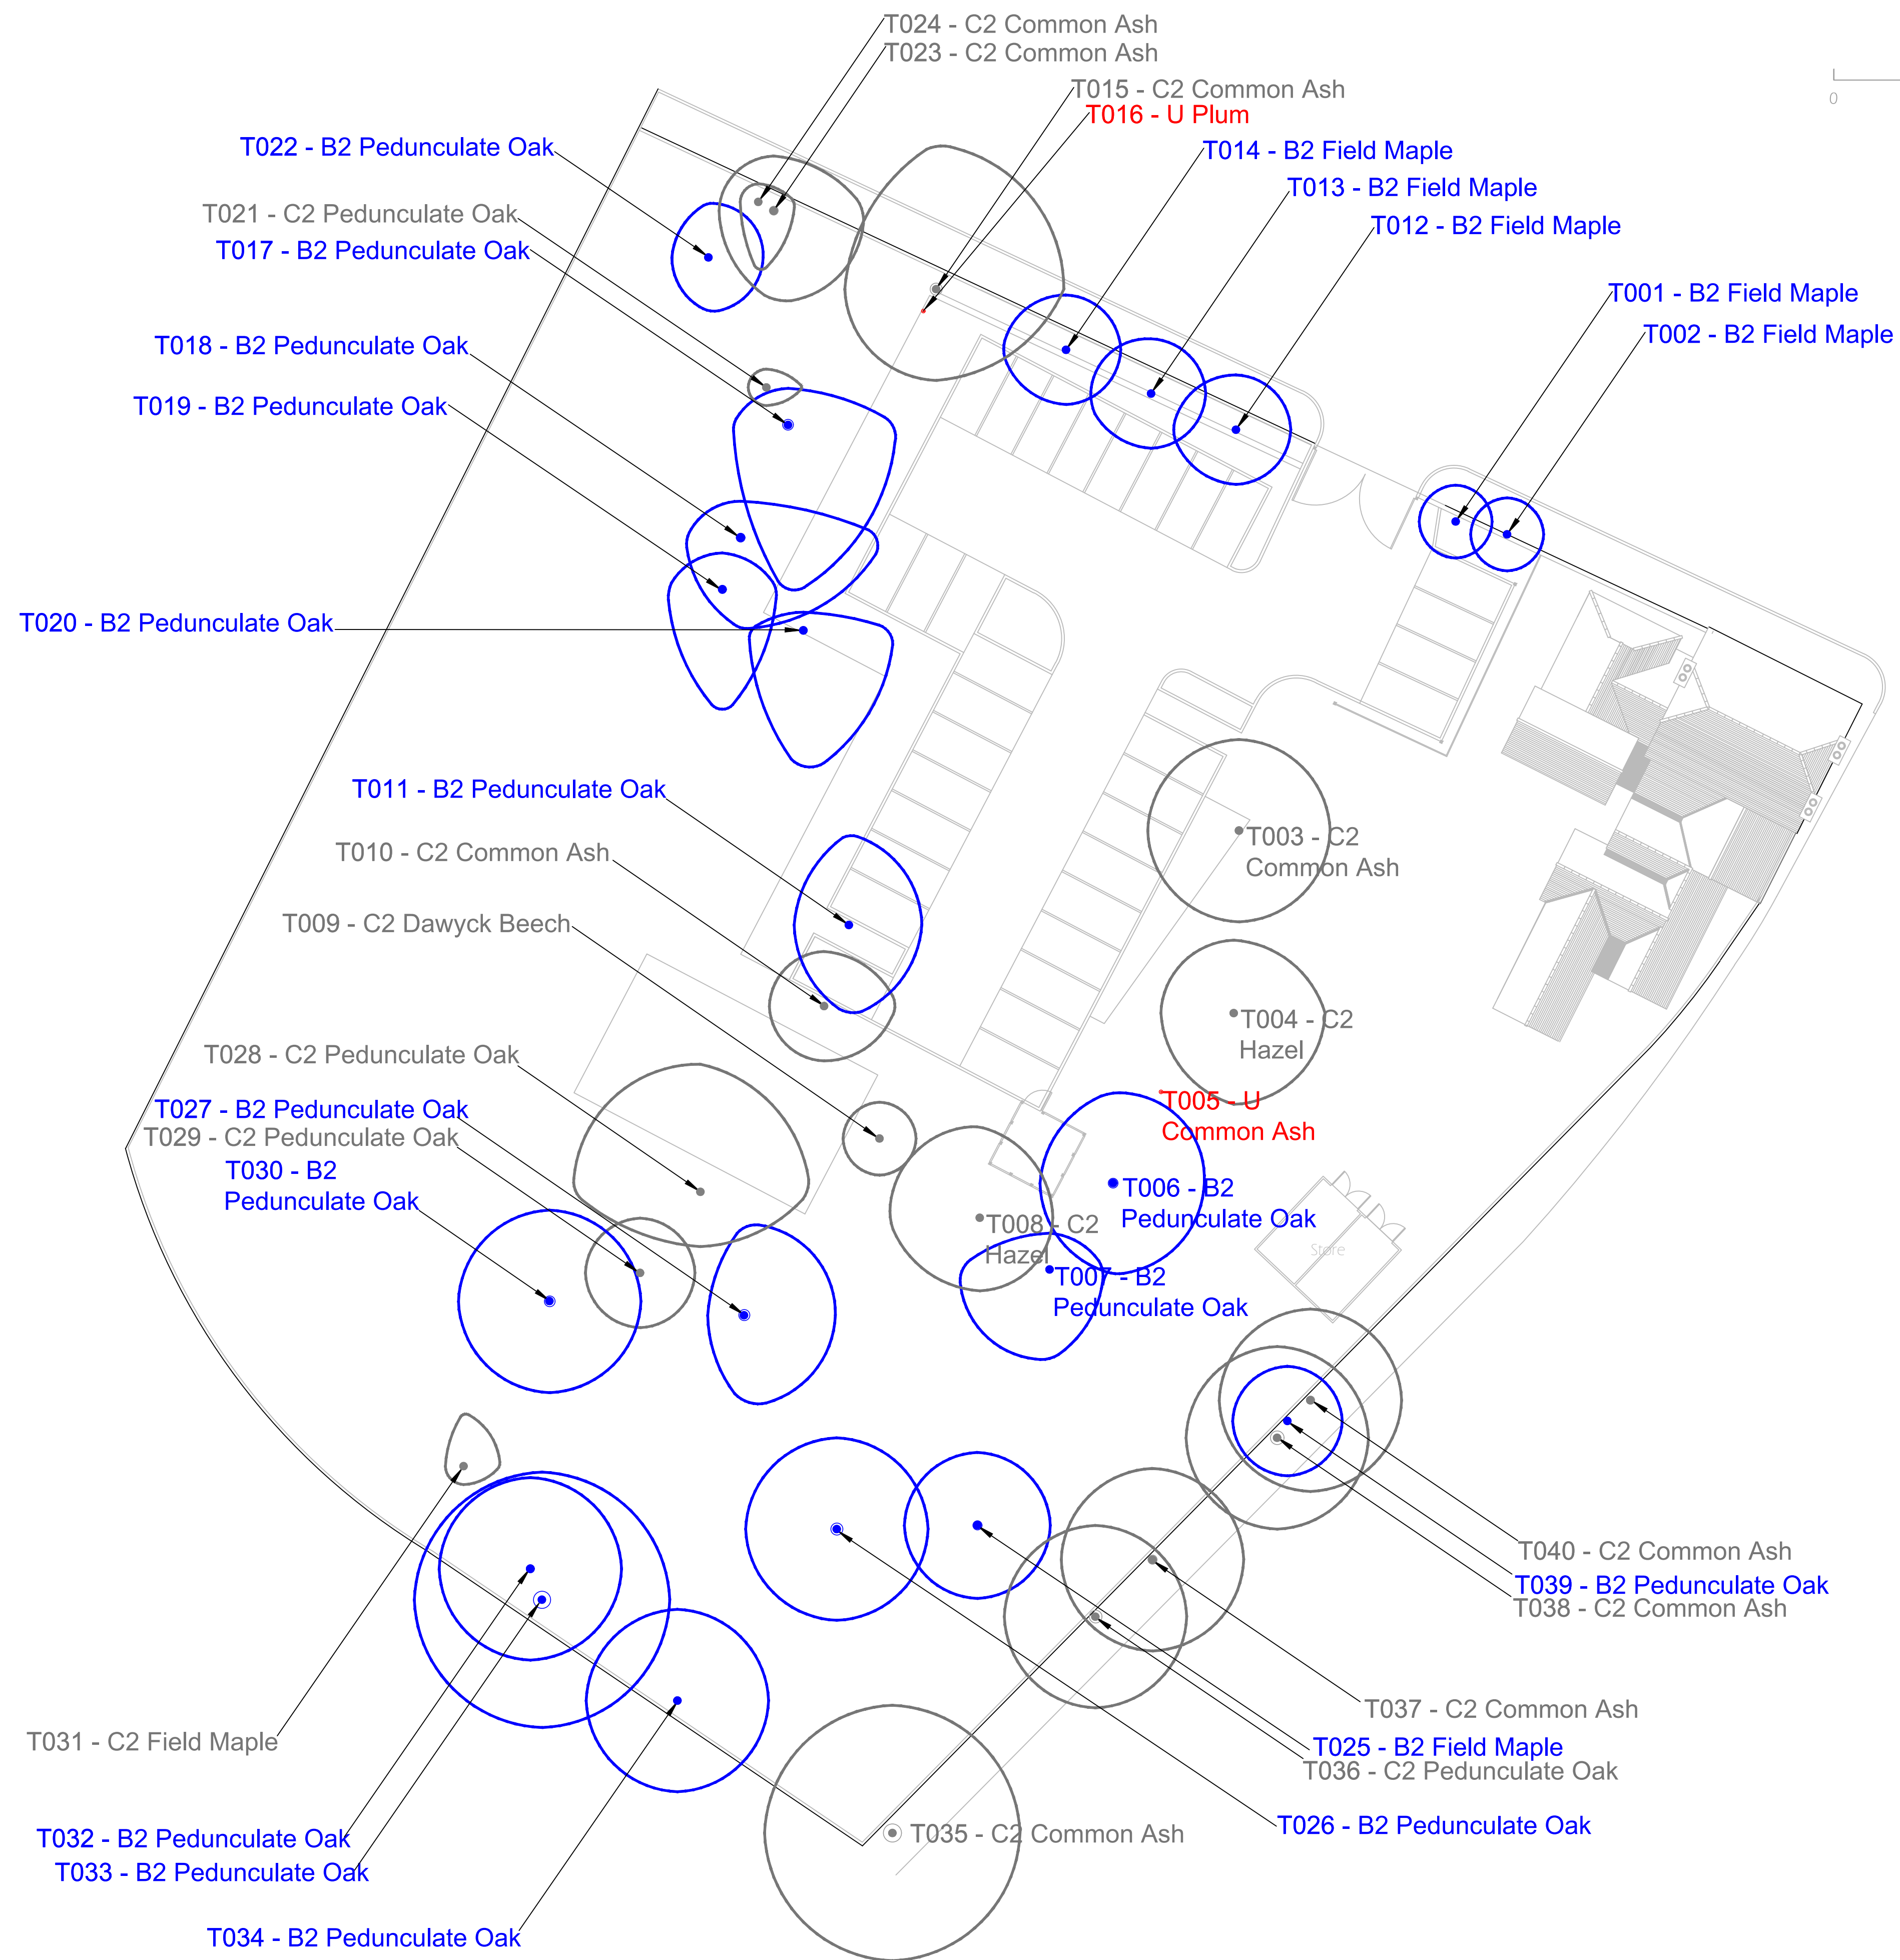 T024 - C2 Common Ash
T023 - C2 Common Ash
T015 - C2 Common Ash
0
T016 - U Plum
T022 - B2 Pedunculate Oak
T014 - B2 Field Maple
T013 - B2 Field Maple
T021 - C2 Pedunculate Oak
T012 - B2 Field Maple
T017 - B2 Pedunculate Oak
T001 - B2 Field Maple
T002 - B2 Field Maple
T018 - B2 Pedunculate Oak
T019 - B2 Pedunculate Oak
T020 - B2 Pedunculate Oak
T011 - B2 Pedunculate Oak
T003 - C2
Common Ash
T010 - C2 Common Ash
T009 - C2 Dawyck Beech
T004 - C2
Hazel
T028 - C2 Pedunculate Oak
T005 - U
Common Ash
T027 - B2 Pedunculate Oak
T029 - C2 Pedunculate Oak
T030 - B2
Pedunculate Oak
T006 - B2
Pedunculate Oak
T008 - C2
Hazel
Store
T007 - B2
Pedunculate Oak
T040 - C2 Common Ash
T039 - B2 Pedunculate Oak
T038 - C2 Common Ash
T037 - C2 Common Ash
T031 - C2 Field Maple
T025 - B2 Field Maple
T036 - C2 Pedunculate Oak
T026 - B2 Pedunculate Oak
T035 - C2 Common Ash
T032 - B2 Pedunculate Oak
T033 - B2 Pedunculate Oak
T034 - B2 Pedunculate Oak